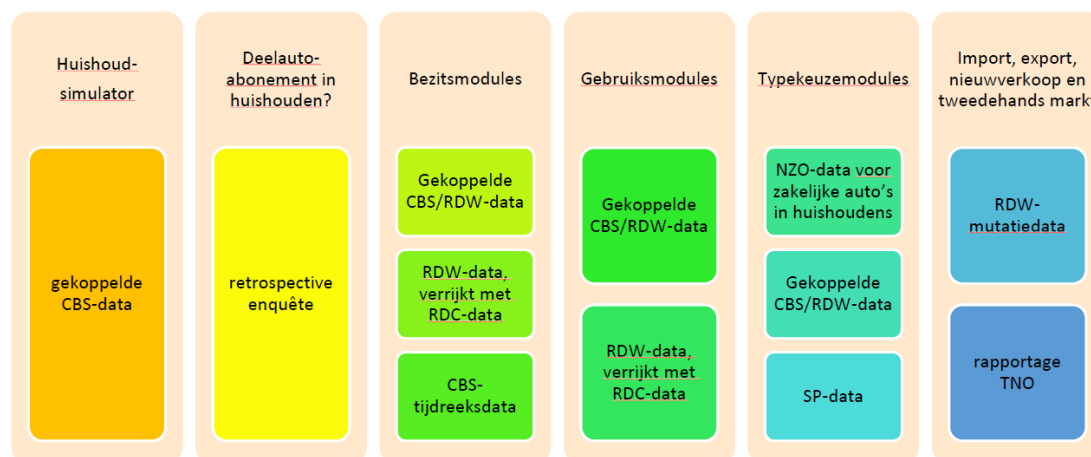 Huishoud-
simulator
gekoppelde
CBS-data
Deelauto-
abonement in
huishouden?
retrospective
enquête
Bezitsmodules
Gekoppelde
CBS/RDW-data
RDW-data,
verrijkt met
RDC-data
CBS-
tijdreeksdata
Gebruiksmodules
Gekoppelde
CBS/RDW-data
RDW-data,
verrijkt met
RDC-data
Typekeuzemodules
NZO-data voor
zakelijke auto's
in huishoudens
Gekoppelde
CBS/RDW-data
SP-data
Import, export,
nieuwverkoop en
tweedehands markt
RDW-
mutatiedata
rapportage
TNO